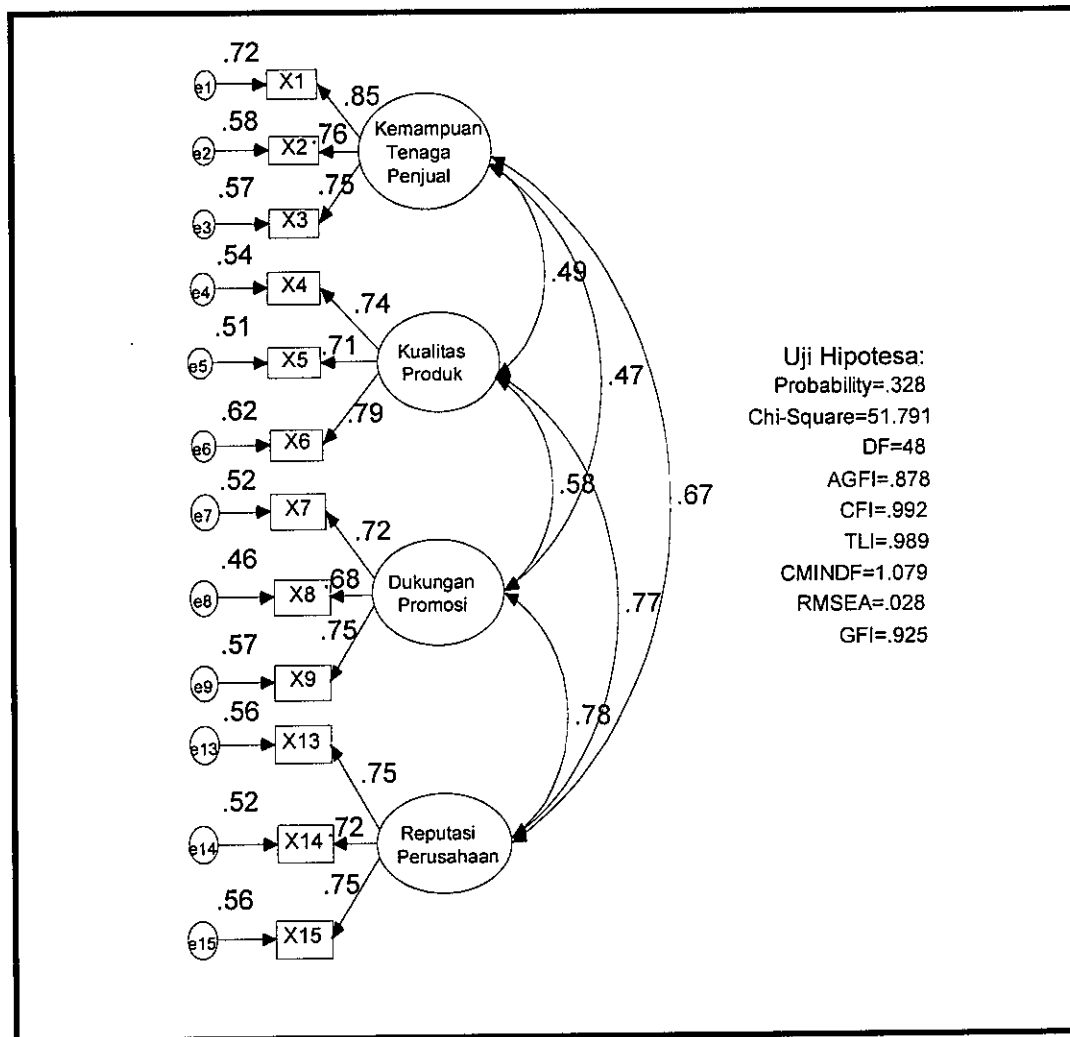 .72
e1 X1
.85
.58
e2 X2 .76
.57
e3 X3 .75
Kemampuan
Tenaga
Penjual
.54
e4 X4
.74
.51
e5 X5 .71
.62
e6 X6 .79
Kualitas
Produk
.52
e7 X7
.72
.46
e8 X8 .68
.57
e9 X9 .75
Dukungan
Promosi
.56
e13 X13
.75
.52
e14 X14 .72
.56
e15 X15 .75
Reputasi
Perusahaan
.49
.47
.58
.67
.77
.78
Uji Hipotesa:
Probability=.328
Chi-Square=51.791
DF=48
AGFI=.878
CFI=.992
TLI=.989
CMINDF=1.079
RMSEA=.028
GFI=.925